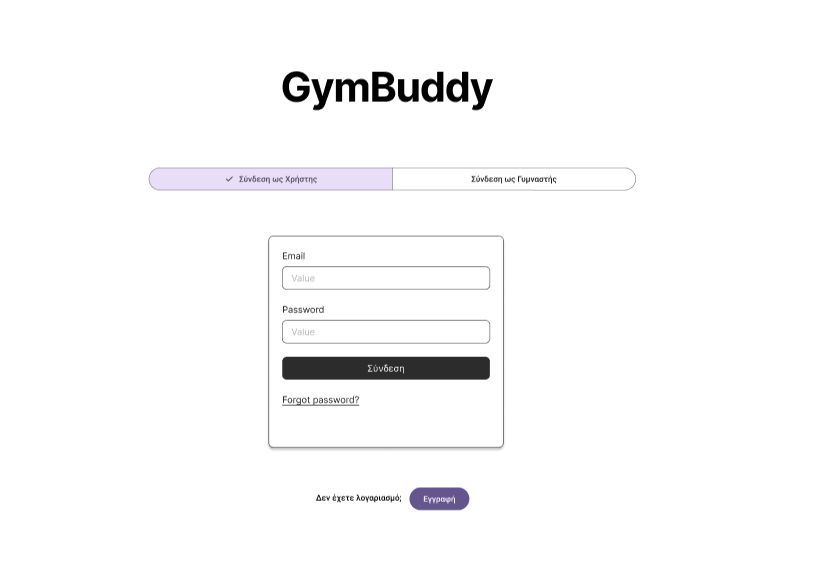 GymBuddy
Σύνδεση ως Χρήστης
Σύνδεση ως Γυμναστής
Email
Value
Password
Value
Σύνδεση
Forgot password?
Δεν έχετε λογαριασμό; Εγγραφή